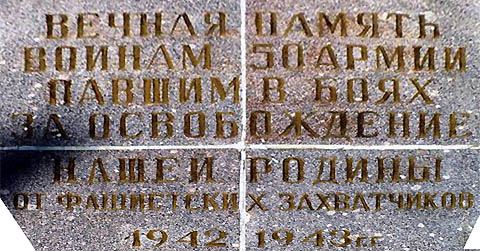 ВЕЧНАЯ ПАМЯТЬ
ВОИНАМ 50 АРМИИ
ПАВШИМ В БОЯХ
ЗА ОСВОБОЖДЕНИЕ
НАШЕЙ РОДИНЫ
ОТ ФАШИСТСКИХ ЗАХВАТЧИКОВ
1942 1943 гг.